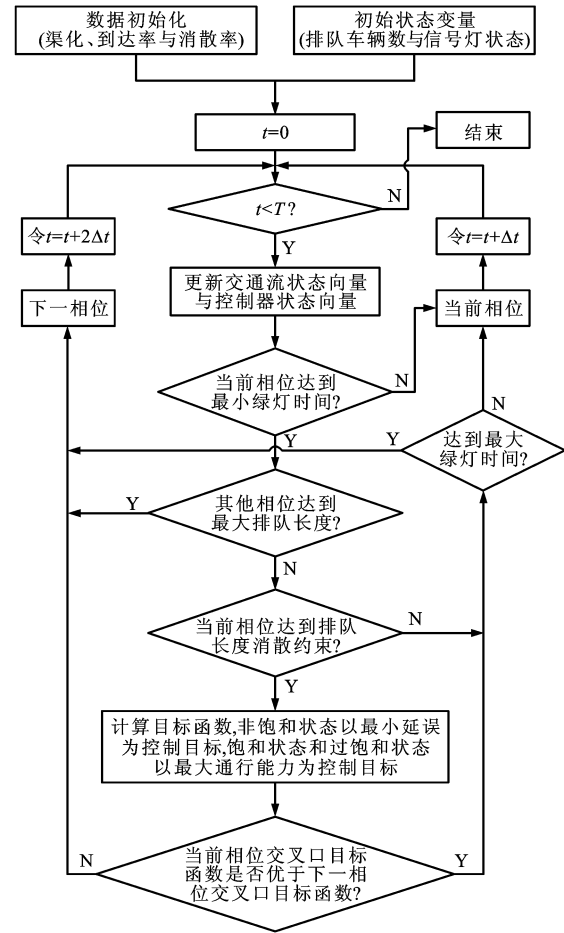 数据初始化
(渠化、到达率与消散率)
初始状态变量
(排队车辆数与信号灯状态)
t=0
结束
t<T?
N
Y
令t=t+2Δt
令t=t+Δt
更新交通流状态向量
与控制器状态向量
下一相位
当前相位
当前相位达到
最小绿灯时间?
N
Y
达到最大
绿灯时间?
N
Y
其他相位达到
最大排队长度?
Y
N
当前相位达到排队
长度消散约束?
N
Y
计算目标函数,非饱和状态以最小延误
为控制目标,饱和状态和过饱和状态
以最大通行能力为控制目标
当前相位交叉口目标
函数是否优于下一相
位交叉口目标函数?
N
Y